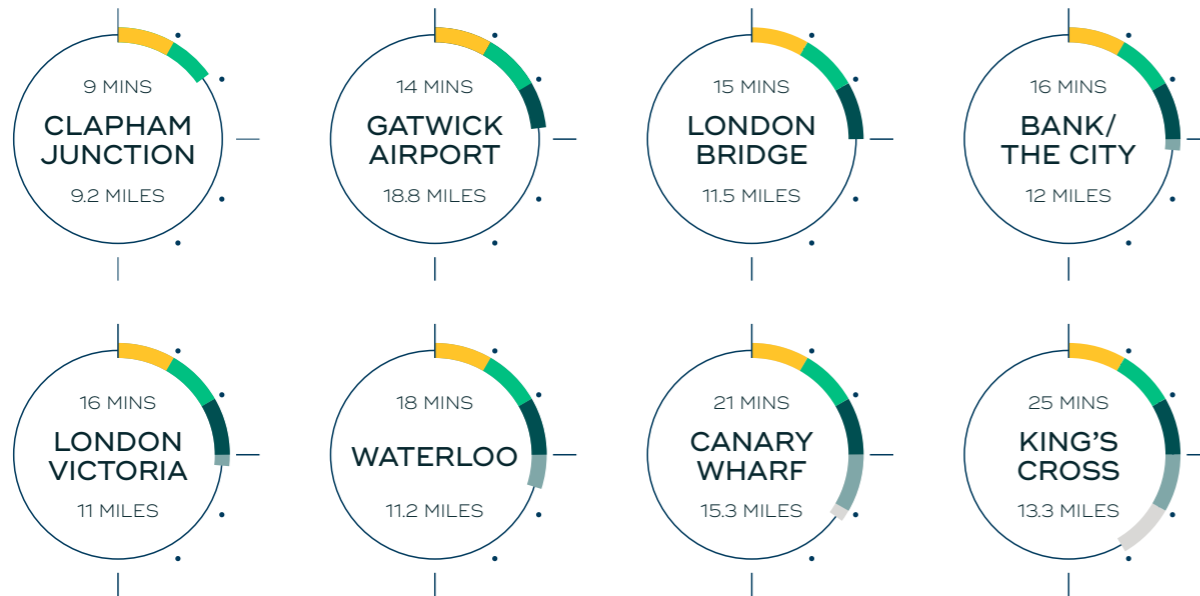 9 MINS
CLAPHAM
JUNCTION
9.2 MILES
14 MINS
GATWICK
AIRPORT
18.8 MILES
15 MINS
LONDON
BRIDGE
11.5 MILES
16 MINS
BANK/
THE CITY
12 MILES
16 MINS
LONDON
VICTORIA
11 MILES
18 MINS
WATERLOO
11.2 MILES
21 MINS
CANARY
WHARF
15.3 MILES
25 MINS
KING'S
CROSS
13.3 MILES